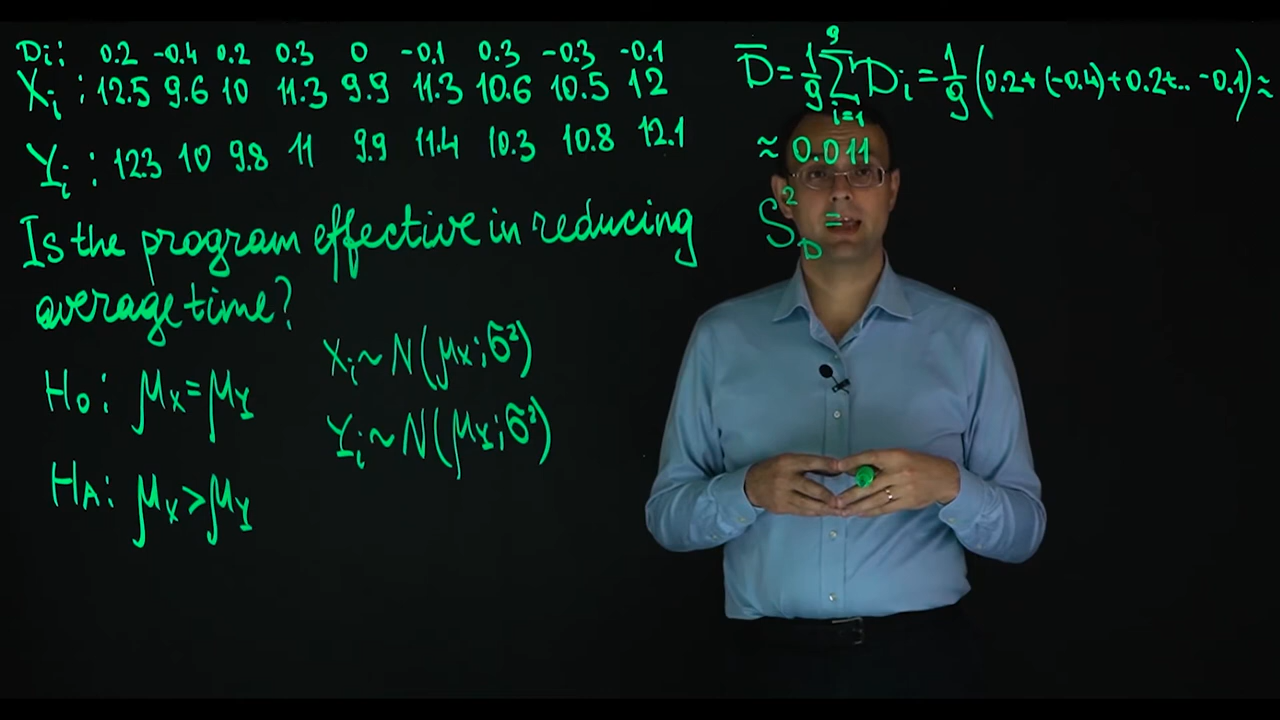 Di: 0.2 -0.4 0.2 0.3 0 -0.1 0.3 -0.3 -0.1
Xi: 12.5 9.6 10 11.3 9.9 11.3 10.6 10.5 12
Yi: 12.3 10 9.8 11 9.9 11.4 10.3 10.8 12.1
Is the program effective in reducing
average time?
H0: μX=μY
HA: μX>μY
Xi~N(μX;σ²)
Yi~N(μY;σ²)
D̄=1/9∑i=1^9 Di=1/9(0.2+(-0.4)+0.2+..-0.1)≈
≈0.011
S²D=